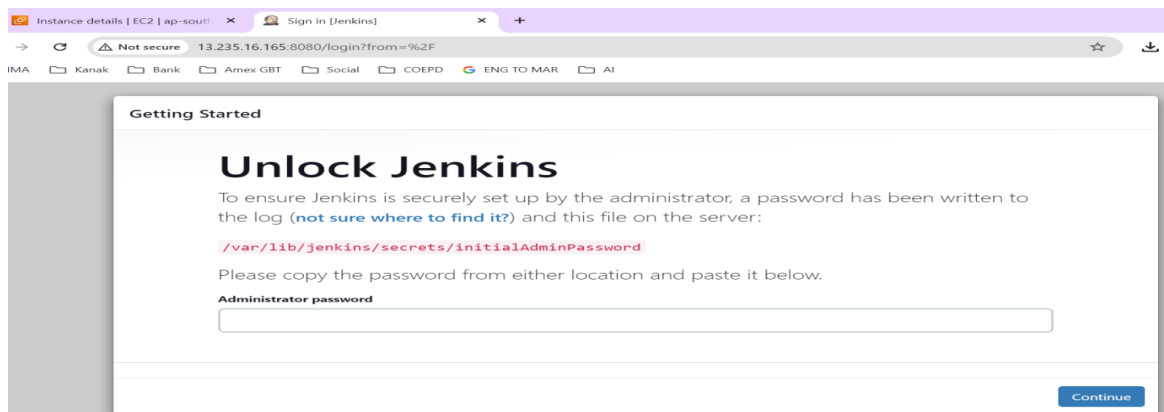 Instance details | EC2 | ap-south
Sign in [Jenkins]
Not secure 13.235.16.165:8080/login?from=%2F
IMA Kanak Bank Amex GBT Social COEPD ENG TO MAR AI
Getting Started
Unlock Jenkins
To ensure Jenkins is securely set up by the administrator, a password has been written to
the log (not sure where to find it?) and this file on the server:
/var/lib/jenkins/secrets/initialAdminPassword
Please copy the password from either location and paste it below.
Administrator password
Continue